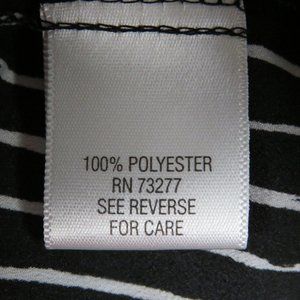 100% POLYESTER
RN 73277
SEE REVERSE
FOR CARE